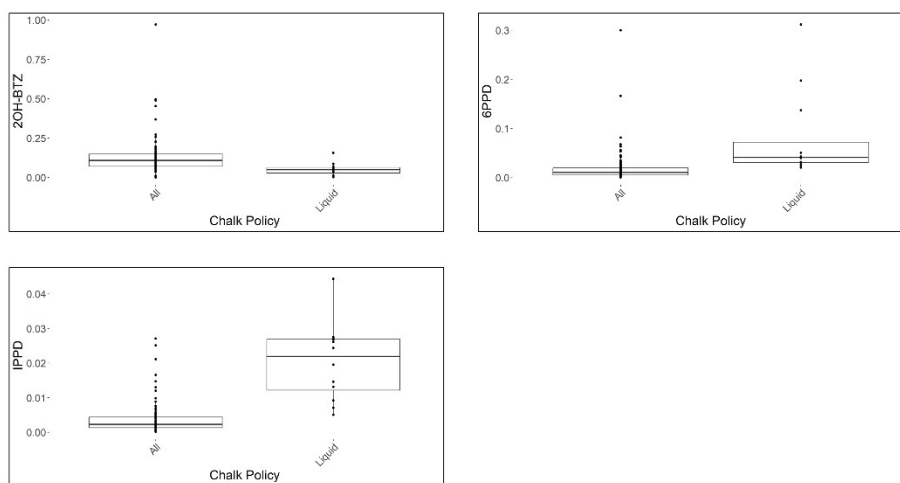 1.00-
0.75-
0.50-
0.25-
0.00-
2OH-BTZ
All
Liquid
Chalk Policy
0.3-
0.2-
0.1-
0.0-
6PPD
All
Liquid
Chalk Policy
0.04-
0.03-
0.02-
0.01-
0.00-
IPPD
All
Liquid
Chalk Policy